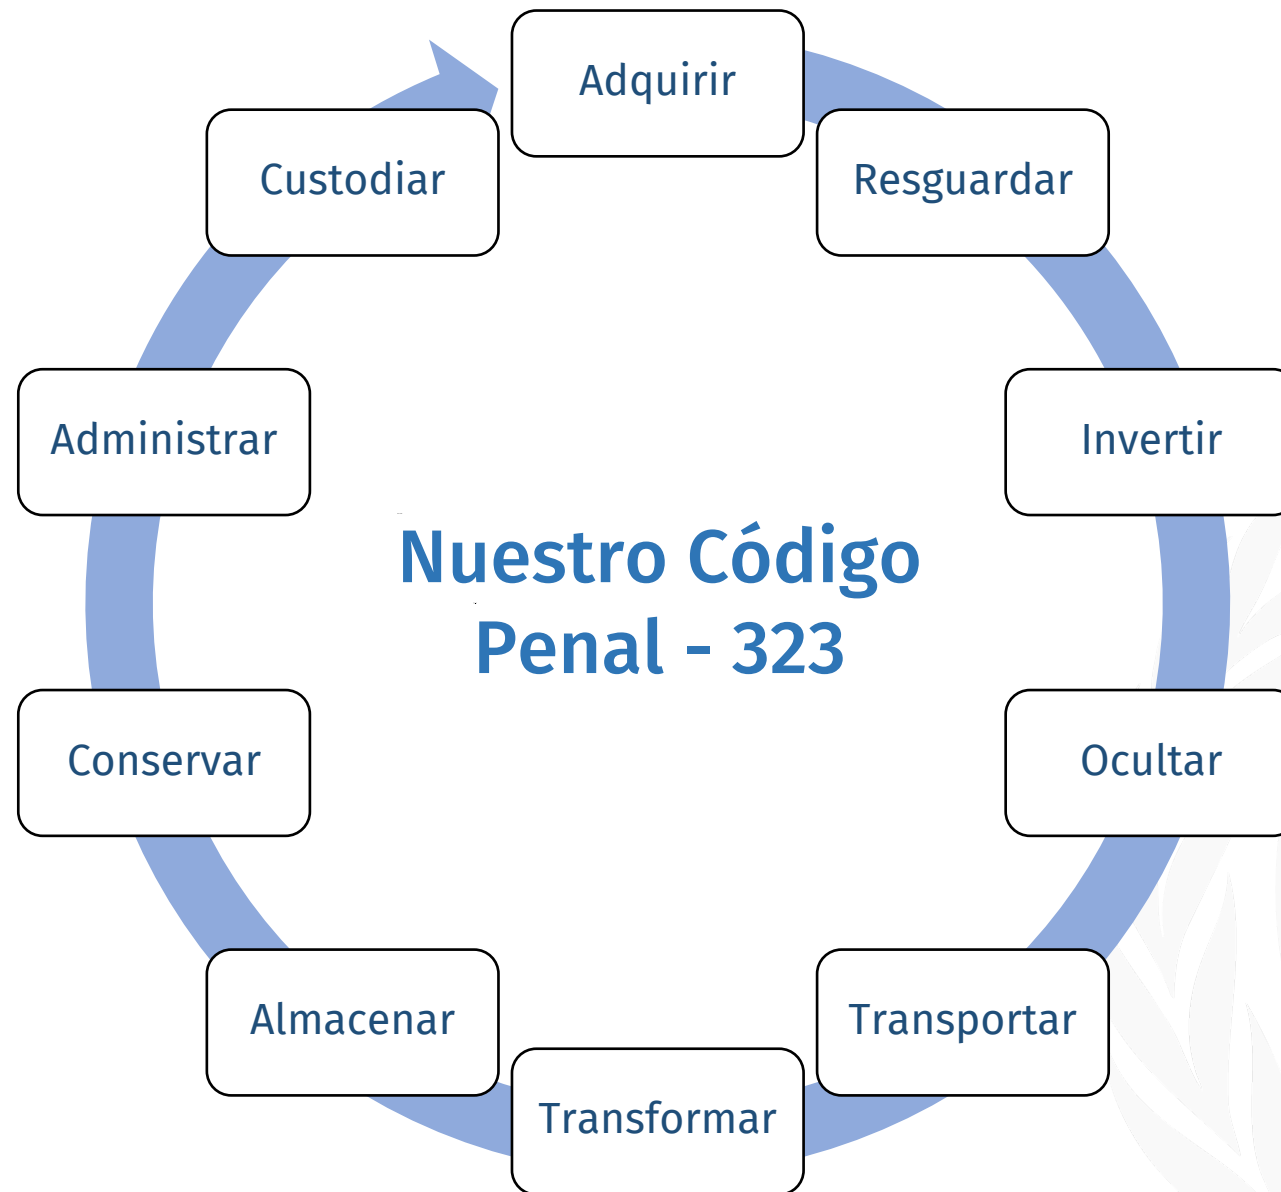 Adquirir
Resguardar
Invertir
Ocultar
Transportar
Transformar
Almacenar
Conservar
Administrar
Custodiar
Nuestro Código
Penal - 323